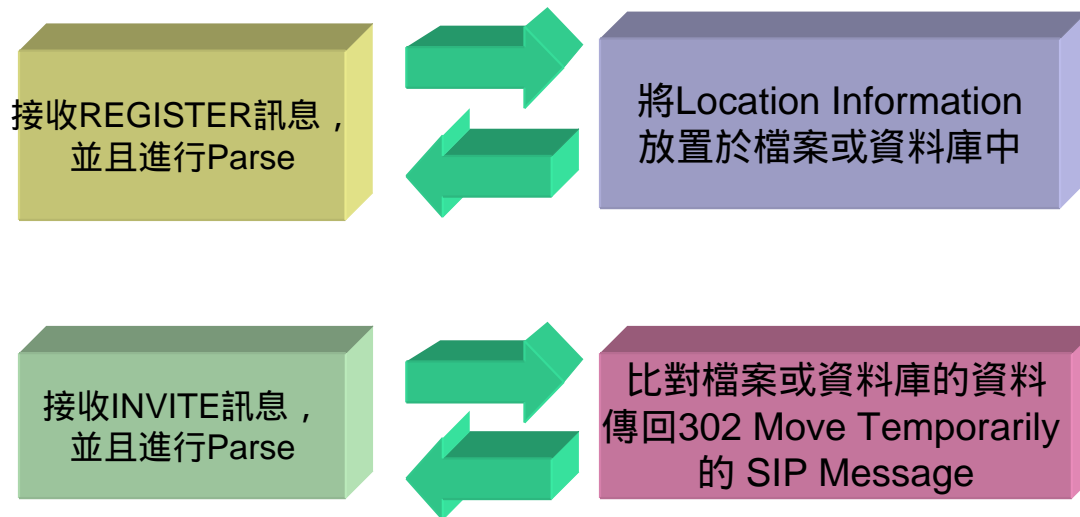 接收REGISTER訊息，
並且進行Parse
將Location Information
放置於檔案或資料庫中
接收INVITE訊息，
並且進行Parse
比對檔案或資料庫的資料
傳回302 Move Temporarily
的 SIP Message